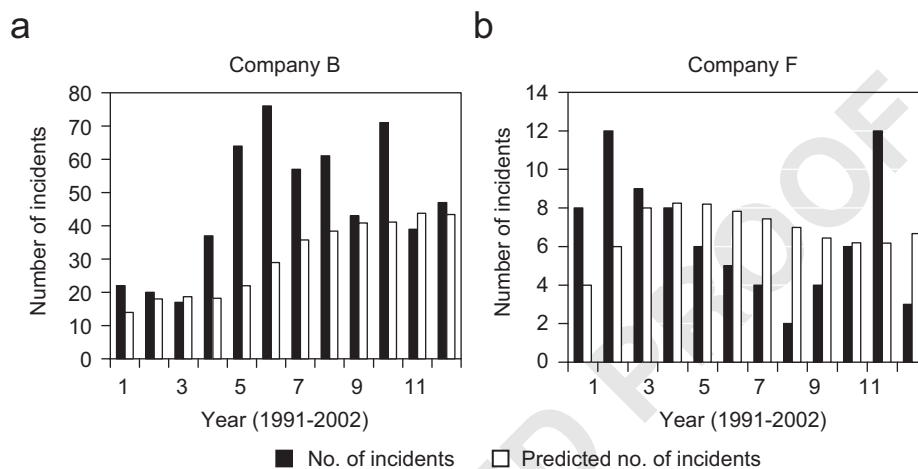 a
Company B
Number of incidents
80
70
60
50
40
30
20
10
0
1 3 5 7 9 11
Year (1991-2002)
b
Company F
Number of incidents
14
12
10
8
6
4
2
0
1 3 5 7 9 11
Year (1991-2002)
No. of incidents Predicted no. of incidents
PROOF